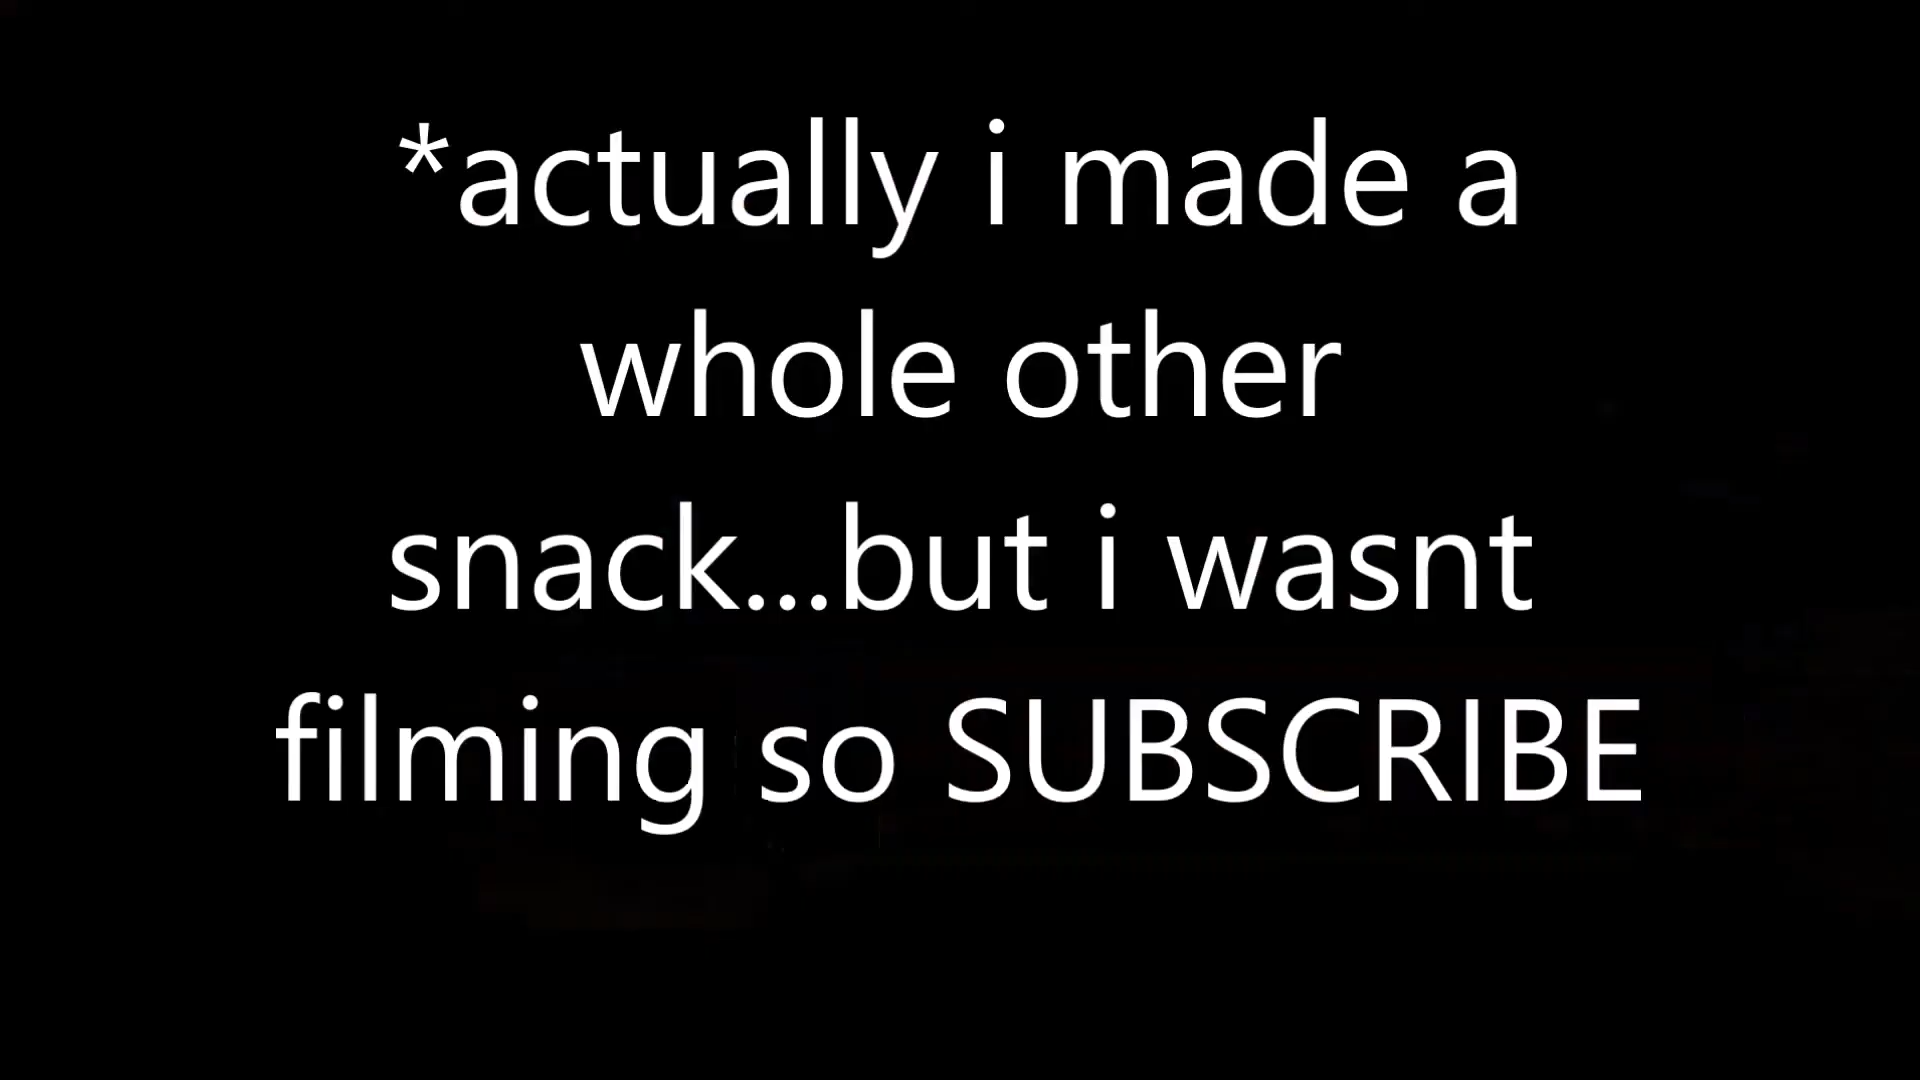 *actually i made a
whole other
snack...but i wasnt
filming so SUBSCRIBE